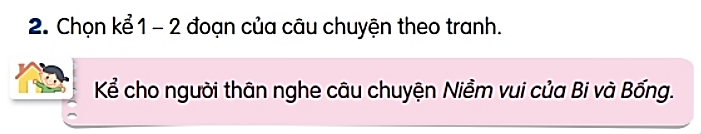 2. Chọn kể 1 – 2 đoạn của câu chuyện theo tranh.
Kể cho người thân nghe câu chuyện Niềm vui của Bi và Bống.